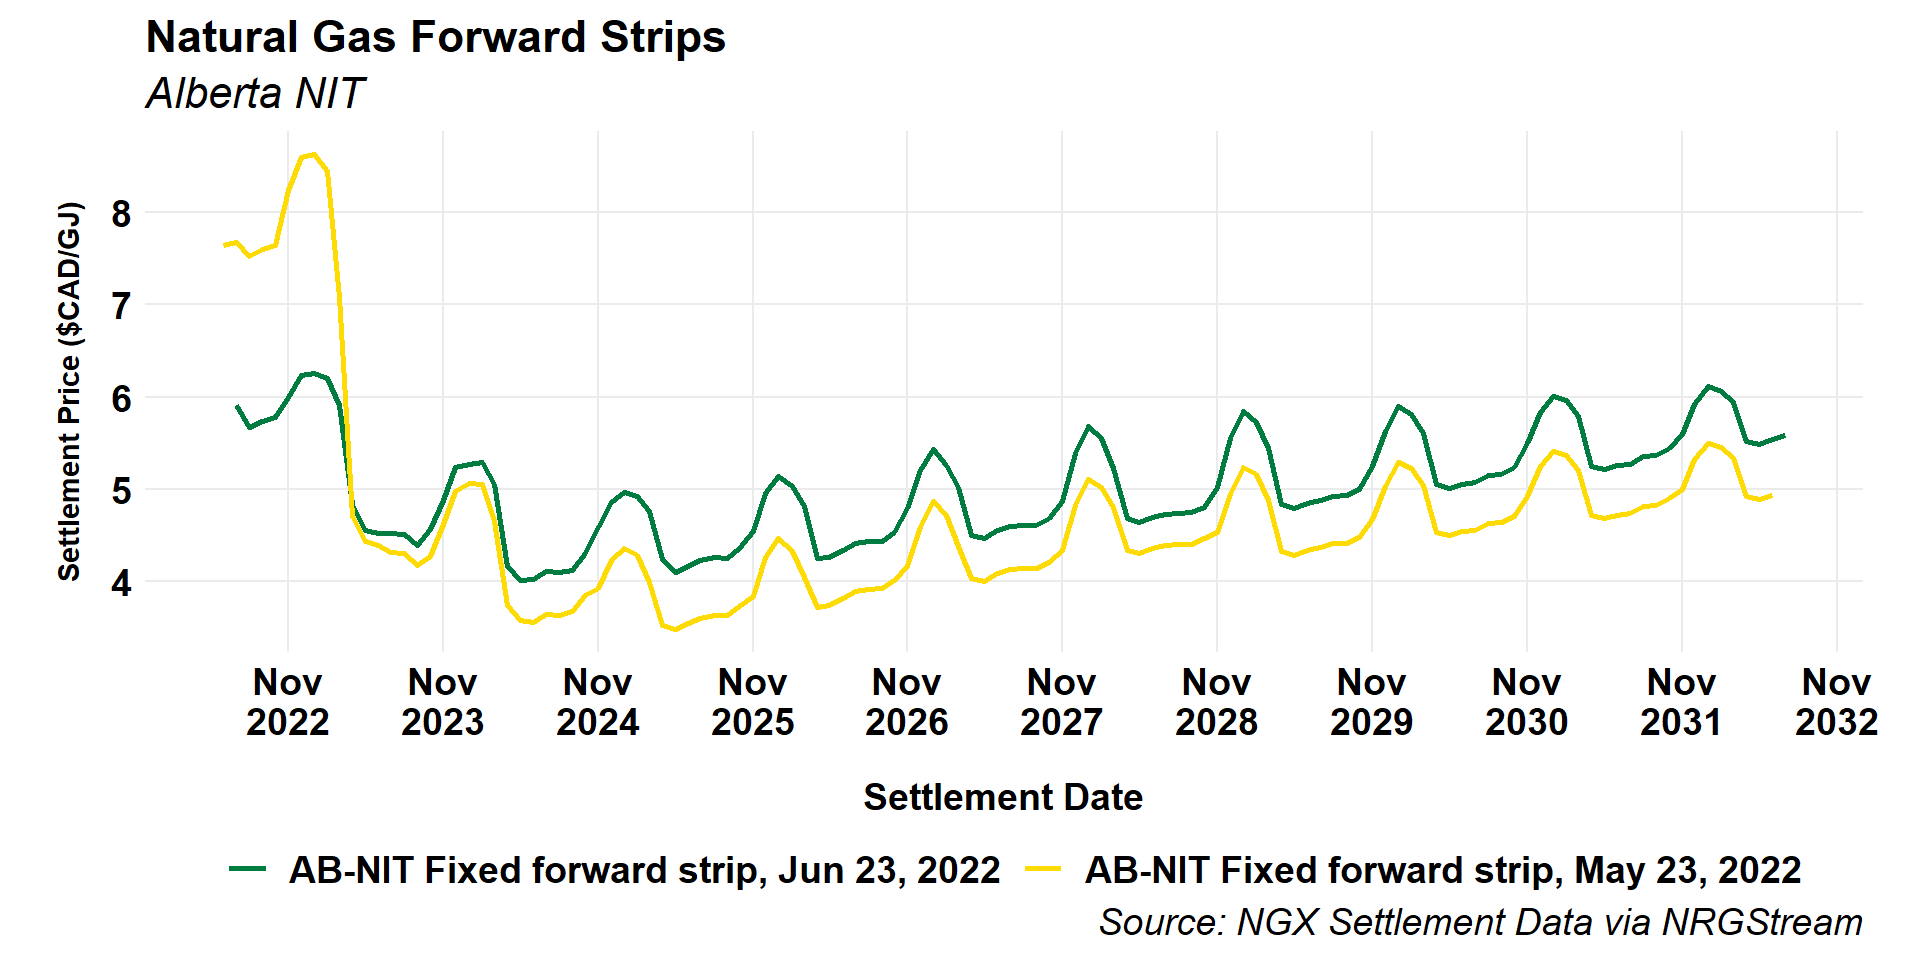 Natural Gas Forward Strips
Alberta NIT
Settlement Price ($CAD/GJ)
8
7
6
5
4
Nov 2022
Nov 2023
Nov 2024
Nov 2025
Nov 2026
Nov 2027
Nov 2028
Nov 2029
Nov 2030
Nov 2031
Nov 2032
Settlement Date
AB-NIT Fixed forward strip, Jun 23, 2022
AB-NIT Fixed forward strip, May 23, 2022
Source: NGX Settlement Data via NRGStream